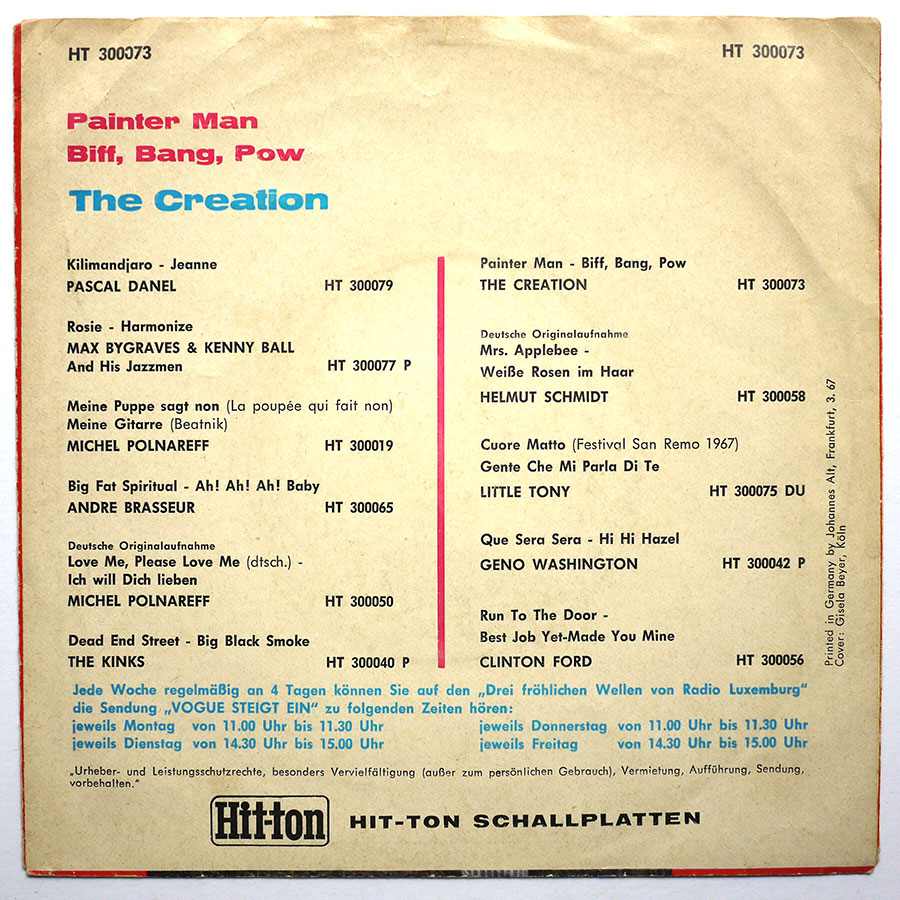 HT 300073
HT 300073
Painter Man
Biff, Bang, Pow
The Creation
Kilimandjaro - Jeanne
PASCAL DANEL HT 300079
Rosie - Harmonize
MAX BYGRAVES & KENNY BALL
And His Jazzmen HT 300077 P
Meine Puppe sagt non (La poupée qui fait non)
Meine Gitarre (Beatnik)
MICHEL POLNAREFF HT 300019
Big Fat Spiritual - Ah! Ah! Ah! Baby
ANDRE BRASSEUR HT 300065
Deutsche Originalaufnahme
Love Me, Please Love Me (dtsch.) -
Ich will Dich lieben
MICHEL POLNAREFF HT 300050
Dead End Street - Big Black Smoke
THE KINKS HT 300040 P
Painter Man - Biff, Bang, Pow
THE CREATION HT 300073
Deutsche Originalaufnahme
Mrs. Applebee -
Weiße Rosen im Haar
HELMUT SCHMIDT HT 300058
Cuore Matto (Festival San Remo 1967)
Gente Che Mi Parla Di Te
LITTLE TONY HT 300075 DU
Que Sera Sera - Hi Hi Hazel
GENO WASHINGTON HT 300042 P
Run To The Door -
Best Job Yet-Made You Mine
CLINTON FORD HT 300056
Printed in Germany by Johannes Alt, Frankfurt, 3. 67
Cover: Gisela Beyer, Köln
Jede Woche regelmäßig an 4 Tagen können Sie auf den „Drei fröhlichen Wellen von Radio Luxemburg"
die Sendung „VOGUE STEIGT EIN" zu folgenden Zeiten hören:
jeweils Montag von 11.00 Uhr bis 11.30 Uhr
jeweils Dienstag von 14.30 Uhr bis 15.00 Uhr
jeweils Donnerstag von 11.00 Uhr bis 11.30 Uhr
jeweils Freitag von 14.30 Uhr bis 15.00 Uhr
„Urheber- und Leistungsschutzrechte, besonders Vervielfältigung (außer zum persönlichen Gebrauch), Vermietung, Aufführung, Sendung,
vorbehalten."
Hit-ton HIT-TON SCHALLPLATTEN